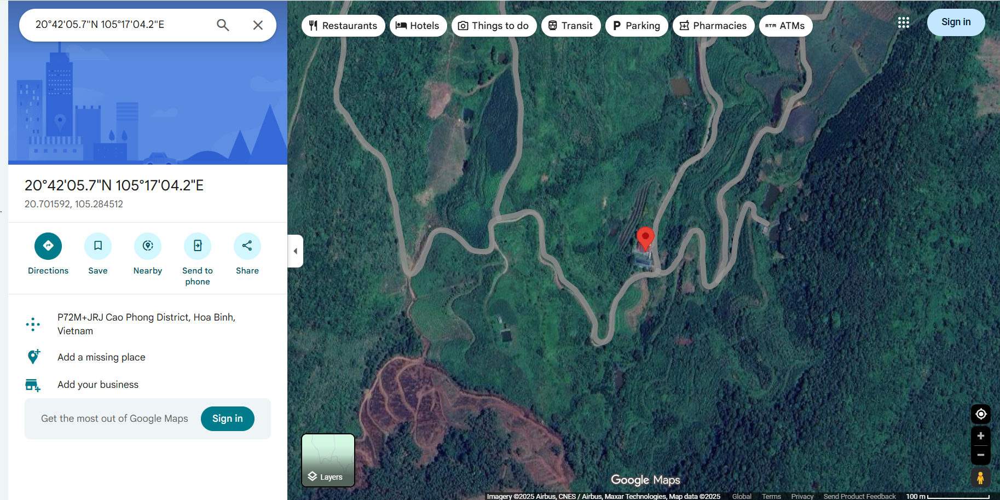 20°42'05.7"N 105°17'04.2"E
Restaurants
Hotels
Things to do
Transit
Parking
Pharmacies
ATM ATMs
Sign in
20°42'05.7"N 105°17'04.2"E
20.701592, 105.284512
Directions
Save
Nearby
Send to
phone
Share
P72M+JRJ Cao Phong District, Hoa Binh,
Vietnam
Add a missing place
Add your business
Get the most out of Google Maps
Sign in
Layers
Google Maps
Imagery ©2025 Airbus, CNES / Airbus, Maxar Technologies, Map data ©2025 Global Terms Privacy Send Product Feedback 100 m